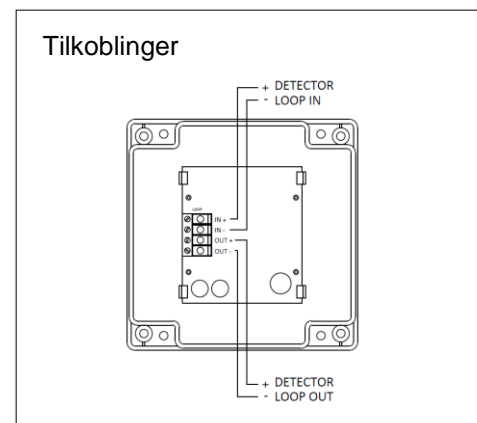 Tilkoblinger
+ DETECTOR
- LOOP IN
LOOP
IN +
IN -
OUT +
OUT -
+ DETECTOR
- LOOP OUT